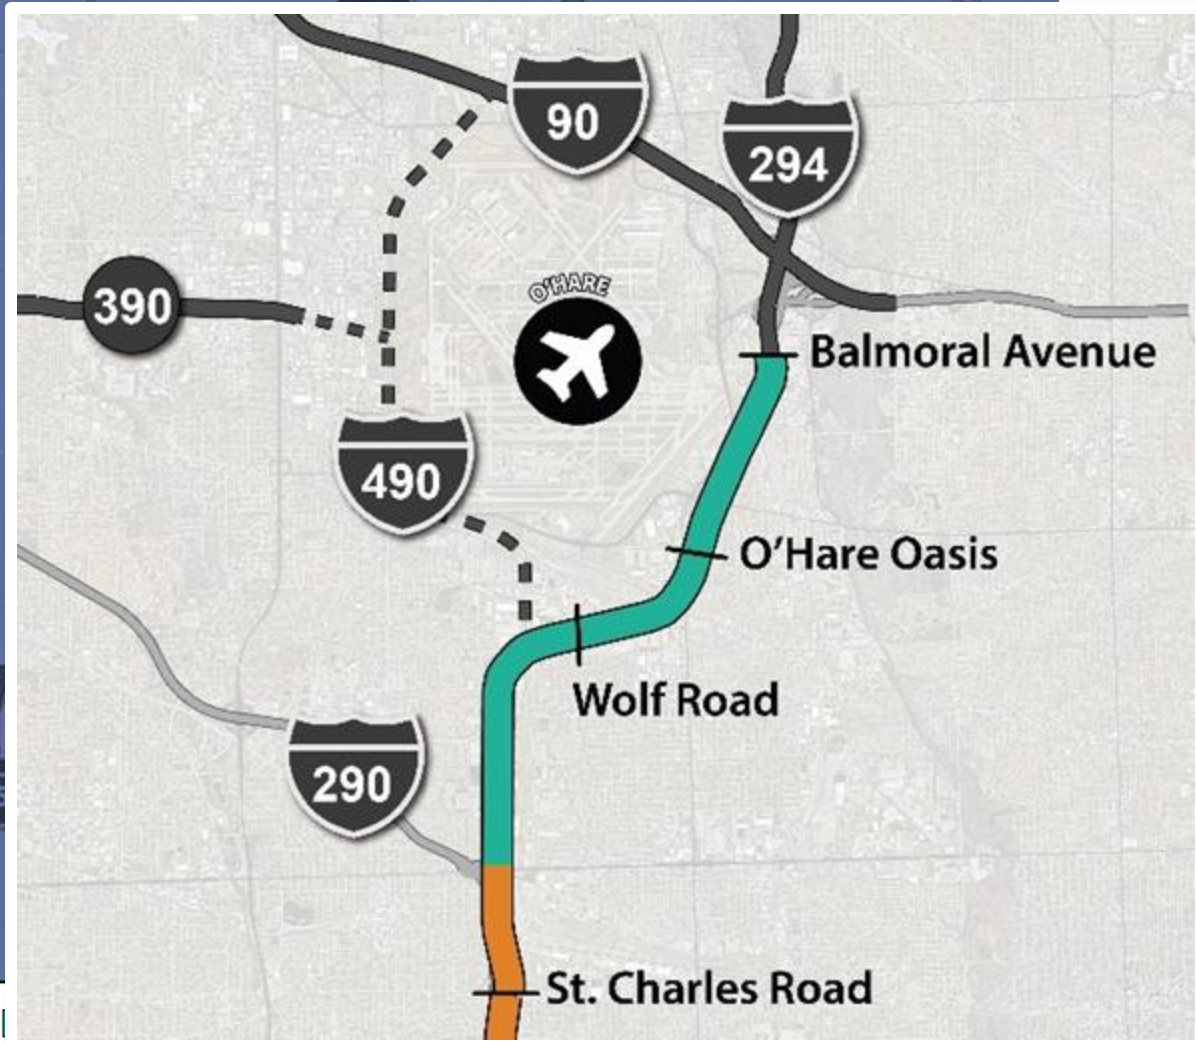 90
294
O'HARE
390
Balmoral Avenue
490
O'Hare Oasis
Wolf Road
290
St. Charles Road